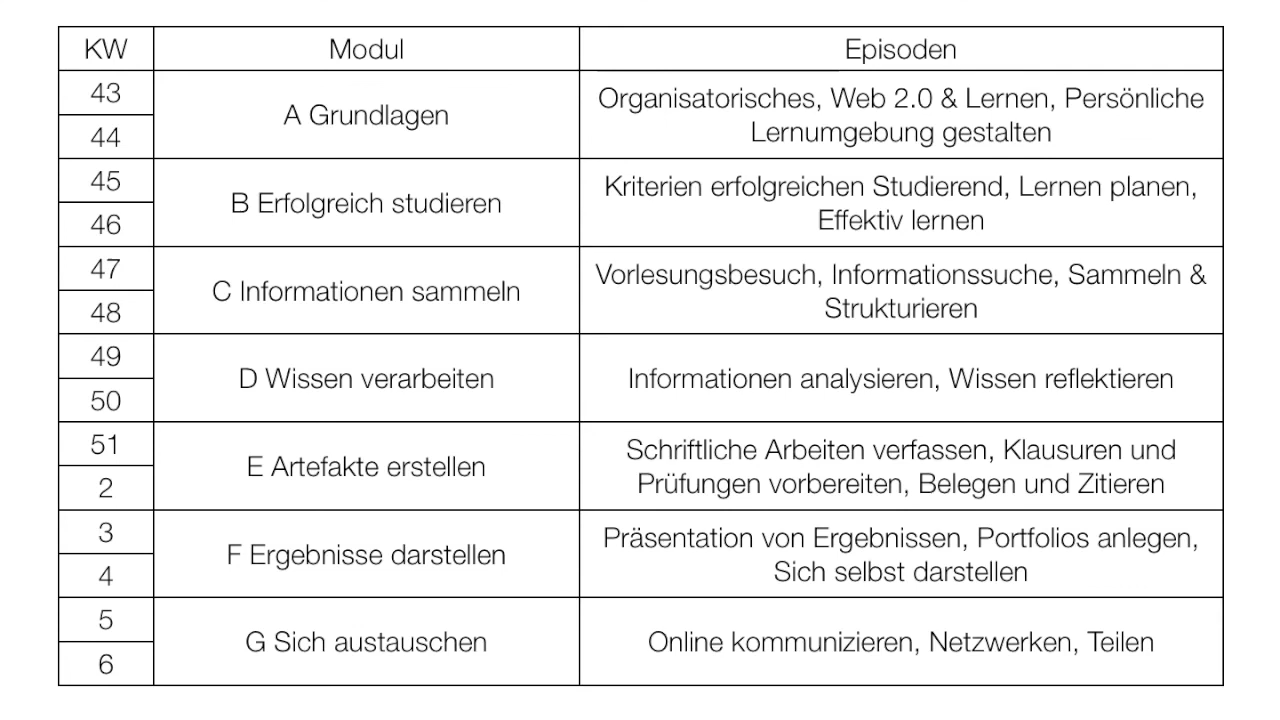 KW Modul Episoden
43
44
A Grundlagen
Organisatorisches, Web 2.0 & Lernen, Persönliche
Lernumgebung gestalten
45
46
B Erfolgreich studieren
Kriterien erfolgreichen Studierend, Lernen planen,
Effektiv lernen
47
48
C Informationen sammeln
Vorlesungsbesuch, Informationssuche, Sammeln &
Strukturieren
49
50
D Wissen verarbeiten
Informationen analysieren, Wissen reflektieren
51
2
E Artefakte erstellen
Schriftliche Arbeiten verfassen, Klausuren und
Prüfungen vorbereiten, Belegen und Zitieren
3
4
F Ergebnisse darstellen
Präsentation von Ergebnissen, Portfolios anlegen,
Sich selbst darstellen
5
6
G Sich austauschen
Online kommunizieren, Netzwerken, Teilen